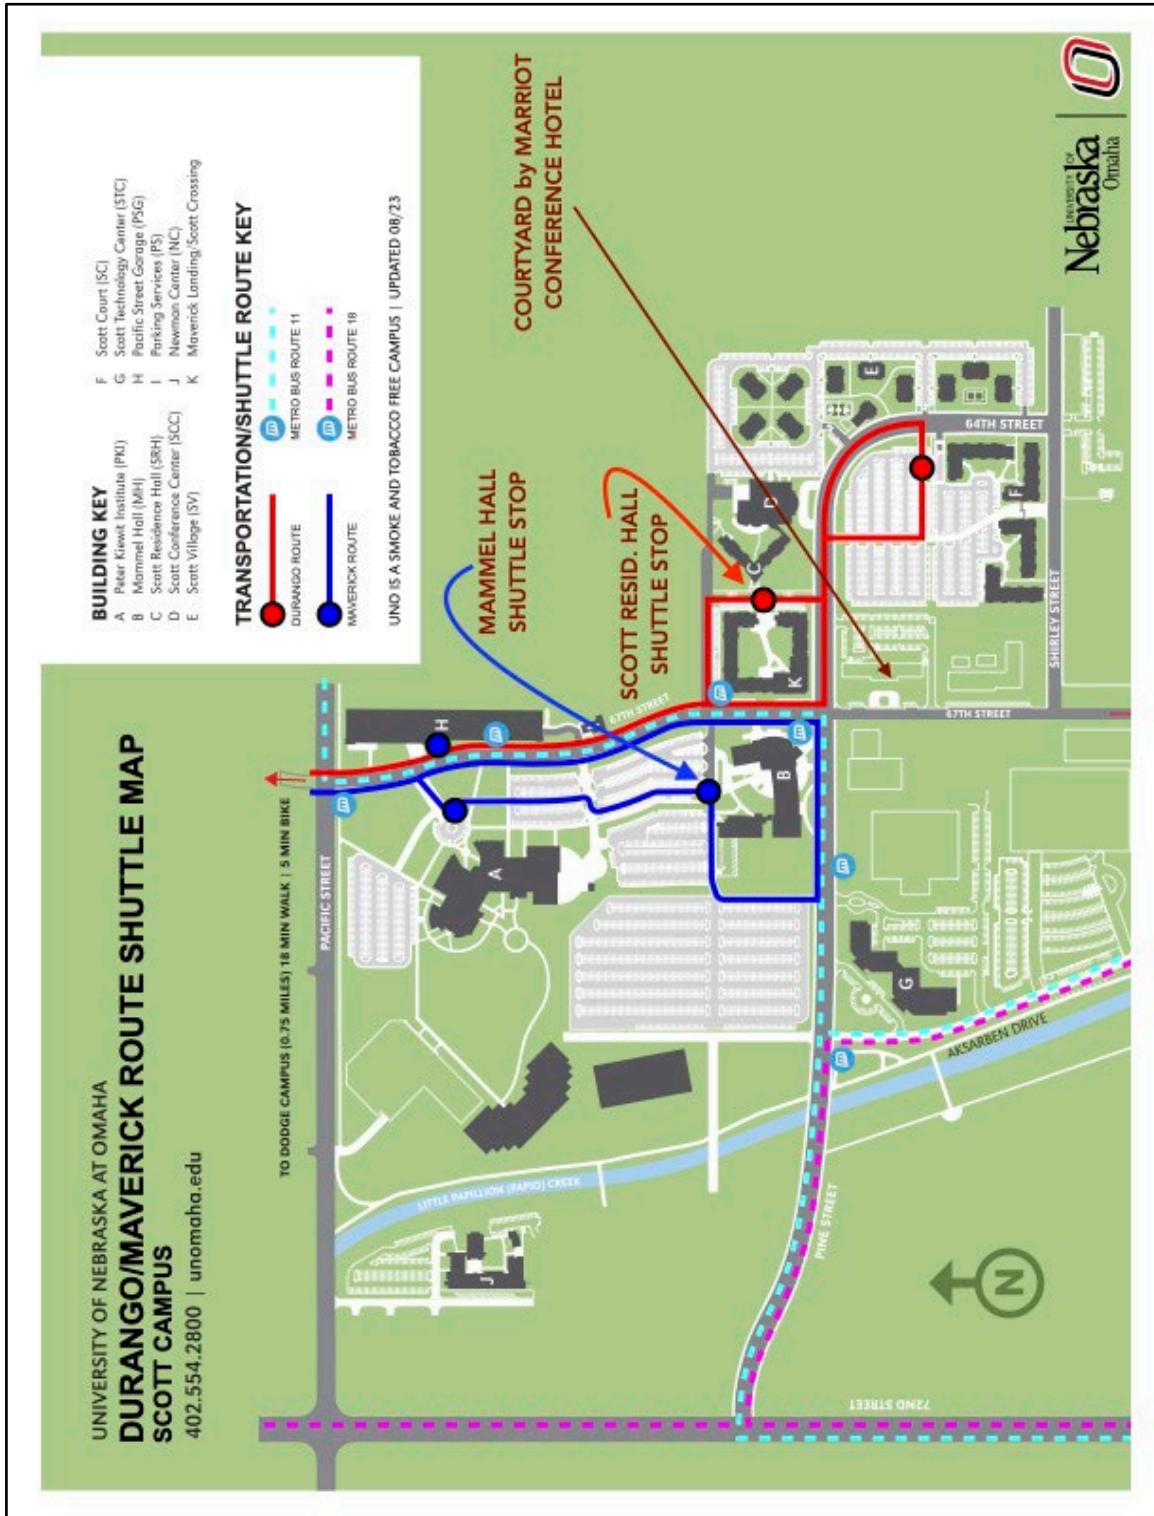 UNIVERSITY OF NEBRASKA AT OMAHA
DURANGO/MAVERICK ROUTE SHUTTLE MAP
SCOTT CAMPUS
402.554.2800 | unomaha.edu
BUILDING KEY
A Peter Kiewit Institute (PKI)
B Mammel Hall (MH)
C Scott Residence Hall (SRH)
D Scott Conference Center (SCC)
E Scott Village (SV)
F Scott Court (SC)
G Scott Technology Center (STC)
H Pacific Street Garage (PSG)
I Parking Services (PS)
J Newman Center (NC)
K Maverick Landing/Scott Crossing
TRANSPORTATION/SHUTTLE ROUTE KEY
DURANGO ROUTE
METRO BUS ROUTE 11
MAVERICK ROUTE
METRO BUS ROUTE 18
UNO IS A SMOKE AND TOBACCO FREE CAMPUS | UPDATED 08/23
TO DODGE CAMPUS (0.75 MILES) 18 MIN WALK | 5 MIN BIKE
PACIFIC STREET
67TH STREET
H
A
J
LITTLE PAPILLION (PAPIO) CREEK
MAMMEL HALL
SHUTTLE STOP
SCOTT RESID. HALL
SHUTTLE STOP
COURTYARD by MARRIOT
CONFERENCE HOTEL
B
K
C
D
E
F
G
64TH STREET
67TH STREET
SHIRLEY STREET
PINE STREET
AKSARBEN DRIVE
72ND STREET
N
UNIVERSITY OF
Nebraska
Omaha
O